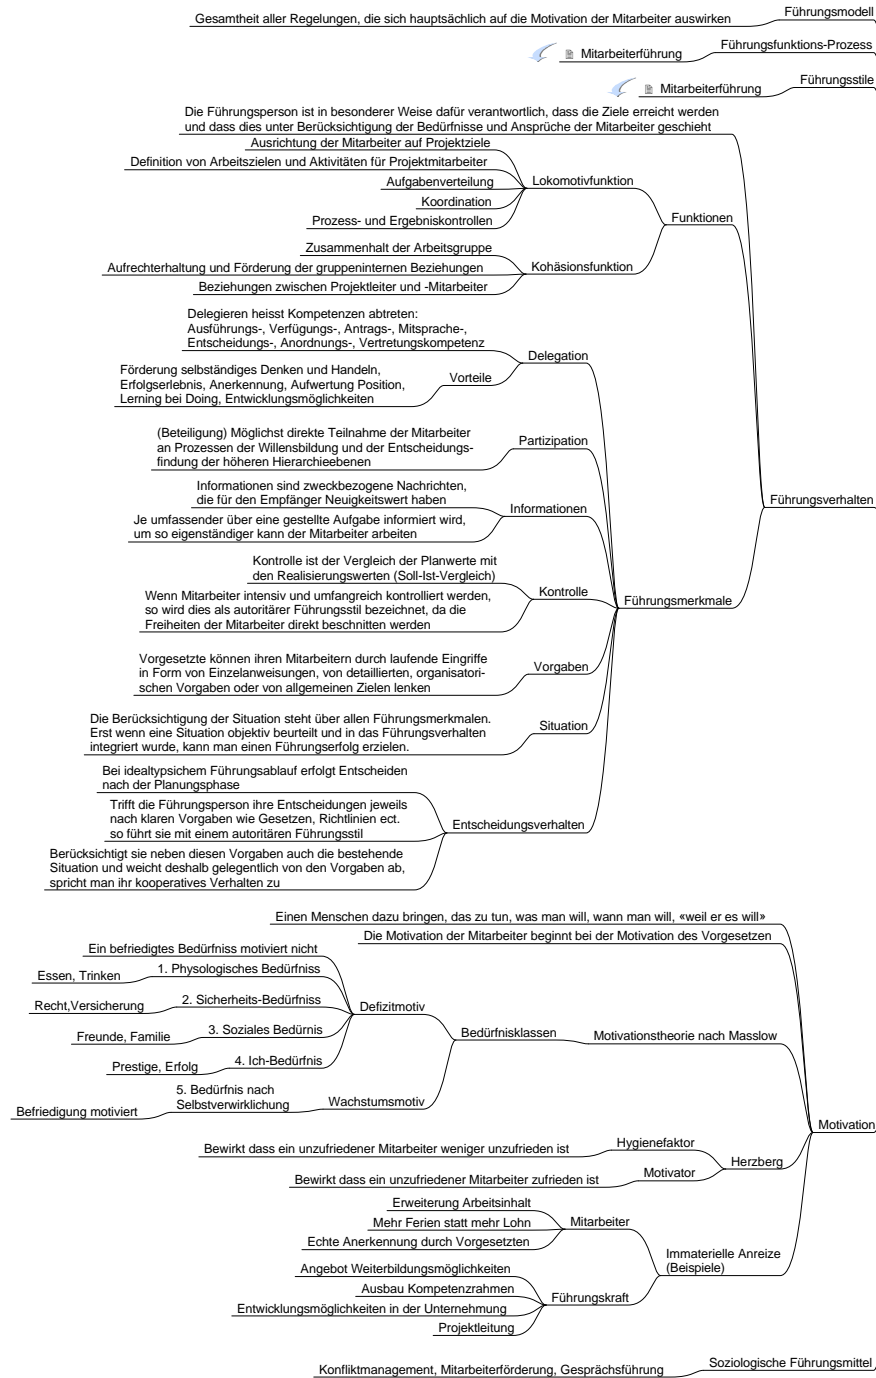 Gesamtheit aller Regelungen, die sich hauptsächlich auf die Motivation der Mitarbeiter auswirken
Führungsmodell
Mitarbeiterführung
Führungsfunktions-Prozess
Mitarbeiterführung
Führungsstile
Die Führungsperson ist in besonderer Weise dafür verantwortlich, dass die Ziele erreicht werden
und dass dies unter Berücksichtigung der Bedürfnisse und Ansprüche der Mitarbeiter geschieht
Ausrichtung der Mitarbeiter auf Projektziele
Definition von Arbeitszielen und Aktivitäten für Projektmitarbeiter
Aufgabenverteilung
Koordination
Prozess- und Ergebniskontrollen
Lokomotivfunktion
Zusammenhalt der Arbeitsgruppe
Aufrechterhaltung und Förderung der gruppeninternen Beziehungen
Beziehungen zwischen Projektleiter und -Mitarbeiter
Kohäsionsfunktion
Funktionen
Delegieren heisst Kompetenzen abtreten:
Ausführungs-, Verfügungs-, Antrags-, Mitsprache-,
Entscheidungs-, Anordnungs-, Vertretungskompetenz
Förderung selbständiges Denken und Handeln,
Erfolgserlebnis, Anerkennung, Aufwertung Position,
Lerning bei Doing, Entwicklungsmöglichkeiten
Vorteile
Delegation
(Beteiligung) Möglichst direkte Teilnahme der Mitarbeiter
an Prozessen der Willensbildung und der Entscheidungs-
findung der höheren Hierarchieebenen
Partizipation
Informationen sind zweckbezogene Nachrichten,
die für den Empfänger Neuigkeitswert haben
Je umfassender über eine gestellte Aufgabe informiert wird,
um so eigenständiger kann der Mitarbeiter arbeiten
Informationen
Kontrolle ist der Vergleich der Planwerte mit
den Realisierungswerten (Soll-Ist-Vergleich)
Wenn Mitarbeiter intensiv und umfangreich kontrolliert werden,
so wird dies als autoritärer Führungsstil bezeichnet, da die
Freiheiten der Mitarbeiter direkt beschnitten werden
Kontrolle
Vorgesetzte können ihren Mitarbeitern durch laufende Eingriffe
in Form von Einzelanweisungen, von detaillierten, organisatori-
schen Vorgaben oder von allgemeinen Zielen lenken
Vorgaben
Die Berücksichtigung der Situation steht über allen Führungsmerkmalen.
Erst wenn eine Situation objektiv beurteilt und in das Führungsverhalten
integriert wurde, kann man einen Führungserfolg erzielen.
Situation
Bei idealtypsichem Führungsablauf erfolgt Entscheiden
nach der Planungsphase
Trifft die Führungsperson ihre Entscheidungen jeweils
nach klaren Vorgaben wie Gesetzen, Richtlinien ect.
so führt sie mit einem autoritären Führungsstil
Berücksichtigt sie neben diesen Vorgaben auch die bestehende
Situation und weicht deshalb gelegentlich von den Vorgaben ab,
spricht man ihr kooperatives Verhalten zu
Entscheidungsverhalten
Führungsmerkmale
Führungsverhalten
Einen Menschen dazu bringen, das zu tun, was man will, wann man will, «weil er es will»
Die Motivation der Mitarbeiter beginnt bei der Motivation des Vorgesetzen
Ein befriedigtes Bedürfniss motiviert nicht
Essen, Trinken
1. Physologisches Bedürfniss
Recht,Versicherung
2. Sicherheits-Bedürfniss
Freunde, Familie
3. Soziales Bedürnis
Prestige, Erfolg
4. Ich-Bedürfnis
Defizitmotiv
Befriedigung motiviert
5. Bedürfnis nach
Selbstverwirklichung
Wachstumsmotiv
Bedürfnisklassen
Motivationstheorie nach Masslow
Bewirkt dass ein unzufriedener Mitarbeiter weniger unzufrieden ist
Hygienefaktor
Bewirkt dass ein unzufriedener Mitarbeiter zufrieden ist
Motivator
Herzberg
Erweiterung Arbeitsinhalt
Mehr Ferien statt mehr Lohn
Echte Anerkennung durch Vorgesetzten
Mitarbeiter
Angebot Weiterbildungsmöglichkeiten
Ausbau Kompetenzrahmen
Entwicklungsmöglichkeiten in der Unternehmung
Projektleitung
Führungskraft
Immaterielle Anreize
(Beispiele)
Motivation
Konfliktmanagement, Mitarbeiterförderung, Gesprächsführung
Soziologische Führungsmittel